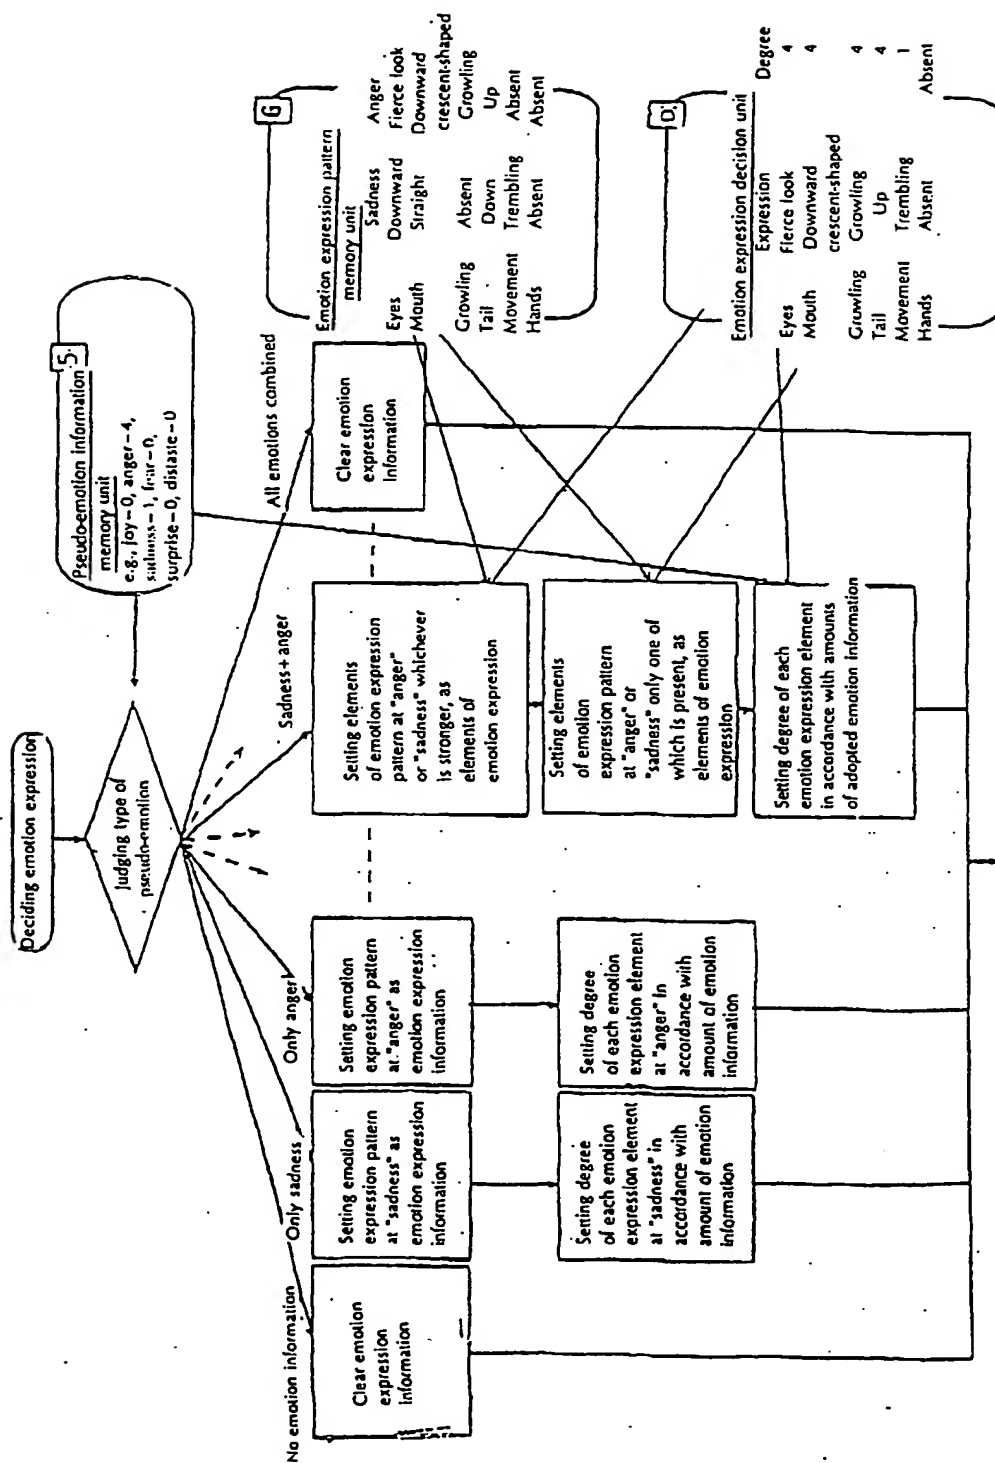 Deciding emotion expression
Judging type of
pseudo-emotion
5.
Pseudo-emotion information
memory unit
e.g., joy–0, anger–4,
sadness–1, fear–0,
surprise–0, distaste–0
No emotion information
Only sadness
Only anger
Sadness+anger
All emotions combined
Clear emotion
expression
information
Setting emotion
expression pattern
at "sadness" as
emotion expression
information
Setting emotion
expression pattern
at "anger" as
emotion expression
information
Setting elements
of emotion expression
pattern at "anger"
or "sadness" whichever
is stronger, as
elements of
emotion expression
Clear emotion
expression
information
Setting degree
of each emotion
expression element
at "sadness" in
accordance with
amount of emotion
information
Setting degree
of each emotion
expression element
at "anger" in
accordance with
amount of emotion
information
Setting elements
of emotion
expression pattern
at "anger" or
"sadness" only one of
which is present, as
elements of emotion
expression
Setting degree of each
emotion expression element
in accordance with amounts
of adopted emotion information
G
Emotion expression pattern
memory unit
Sadness Anger
Eyes Downward Fierce look
Mouth Straight Downward
crescent-shaped
Growling Absent Growling
Tail Down Up
Movement Trembling Absent
Hands Absent Absent
D.
Emotion expression decision unit
Expression Degree
Eyes Fierce look 4
Mouth Downward 4
crescent-shaped
Growling Growling 4
Tail Up 4
Movement Trembling 1
Hands Absent Absent